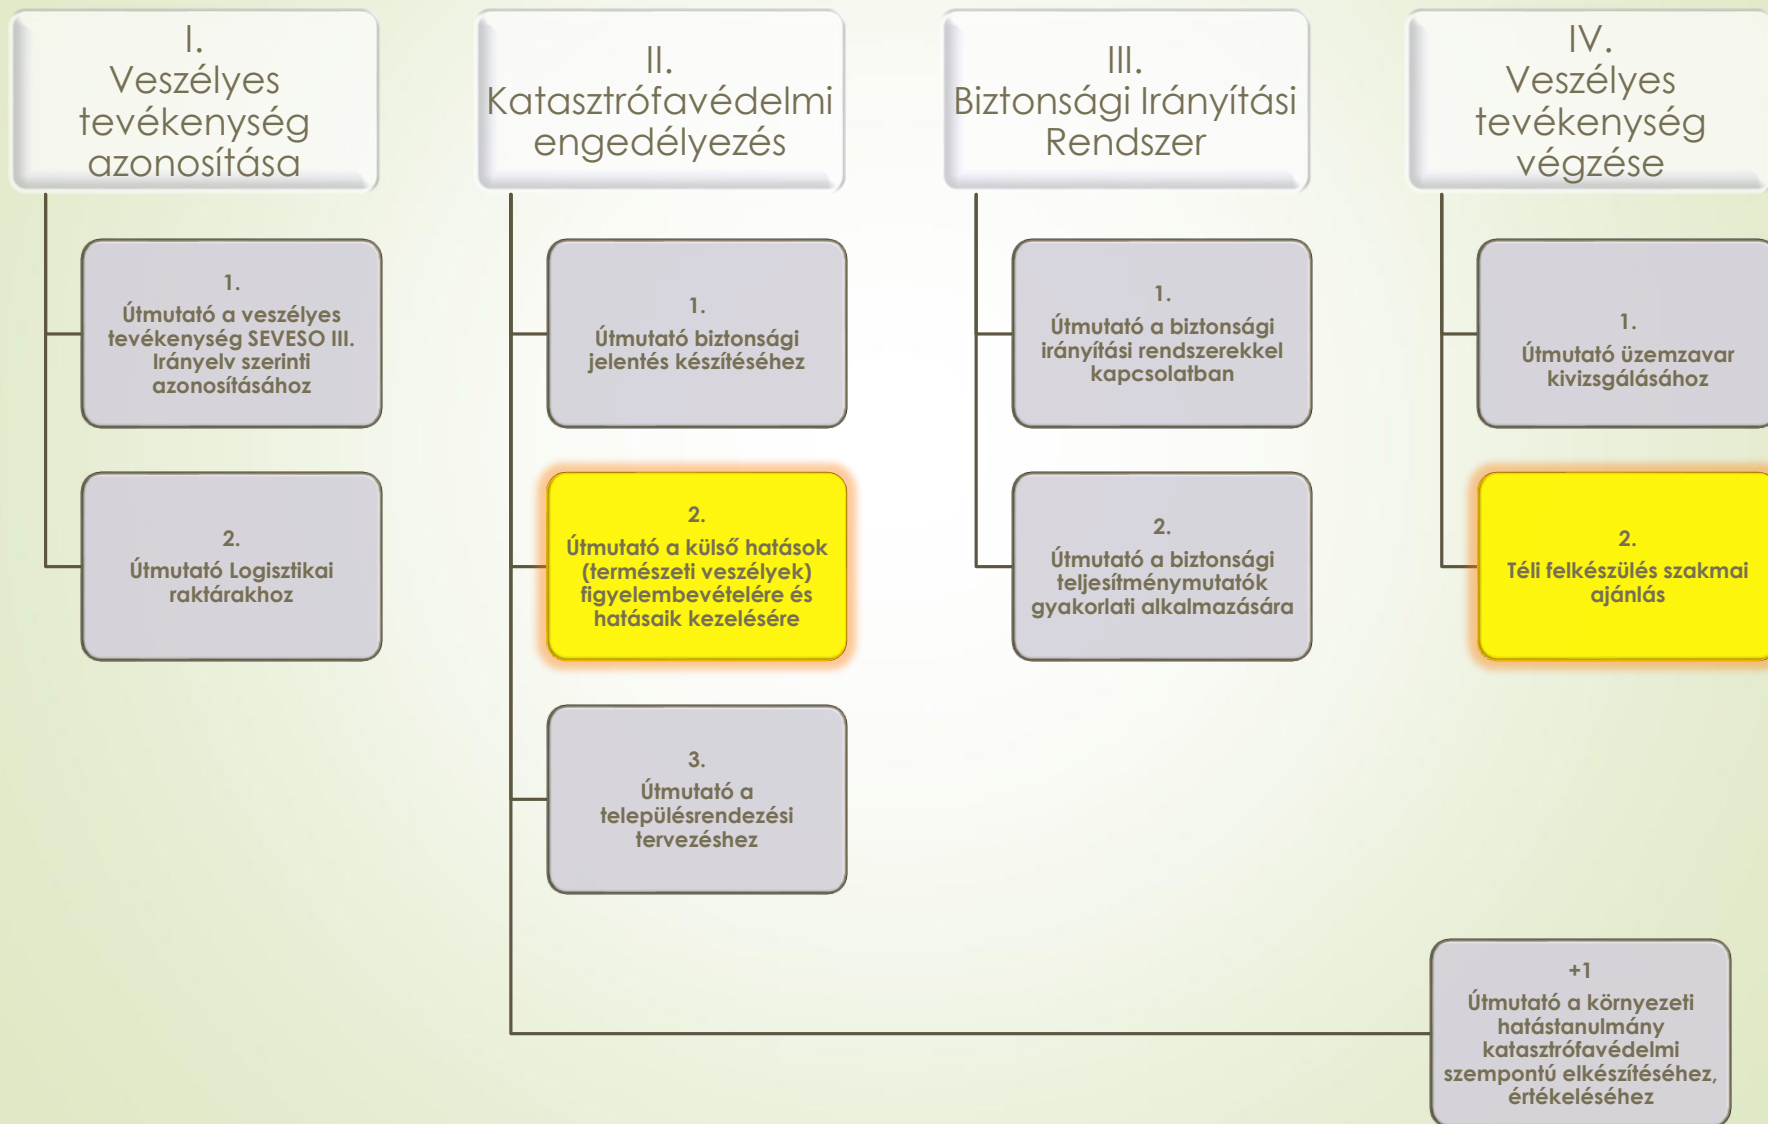 I.
Veszélyes
tevékenység
azonosítása
1.
Útmutató a veszélyes
tevékenység SEVESO III.
Irányelv szerinti
azonosításához
2.
Útmutató Logisztikai
raktárakhoz
II.
Katasztrófavédelmi
engedélyezés
1.
Útmutató biztonsági
jelentés készítéséhez
2.
Útmutató a külső hatások
(természeti veszélyek)
figyelembevételére és
hatásaik kezelésére
3.
Útmutató a
településrendezési
tervezéshez
III.
Biztonsági Irányítási
Rendszer
1.
Útmutató a biztonsági
irányítási rendszerekkel
kapcsolatban
2.
Útmutató a biztonsági
teljesítménymutatók
gyakorlati alkalmazására
IV.
Veszélyes
tevékenység
végzése
1.
Útmutató üzemzavar
kivizsgálásához
2.
Téli felkészülés szakmai
ajánlás
+1
Útmutató a környezeti
hatástanulmány
katasztrófavédelmi
szempontú elkészítéséhez,
értékeléséhez